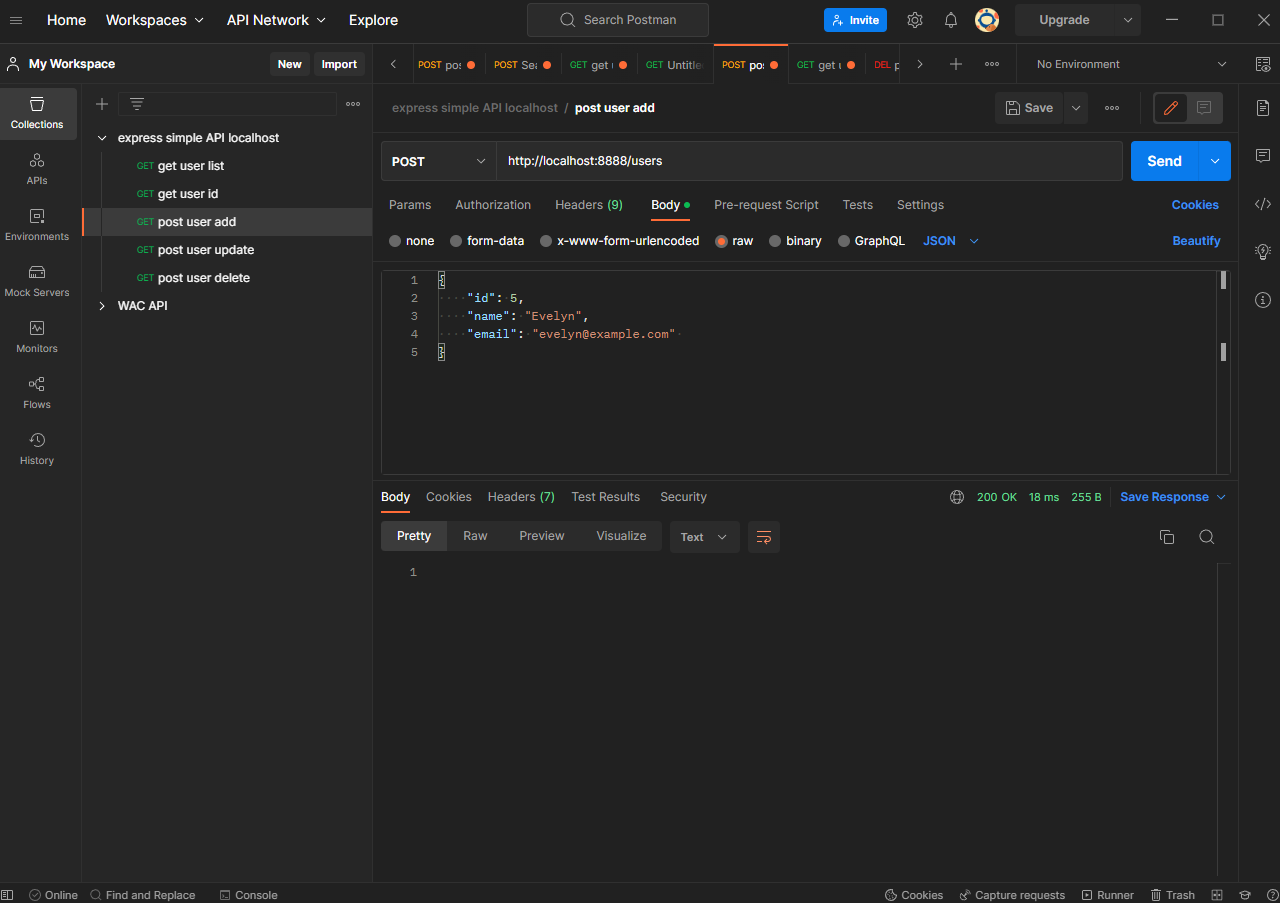 Home Workspaces API Network Explore Search Postman Invite Upgrade
My Workspace New Import
POST pos POST Sea GET get GET Untitle POST pos GET get u DEL p No Environment
Collections
APIs
Environments
Mock Servers
Monitors
Flows
History
express simple API localhost
GET get user list
GET get user id
GET post user add
GET post user update
GET post user delete
WAC API
express simple API localhost / post user add Save
POST http://localhost:8888/users Send
Params Authorization Headers (9) Body Pre-request Script Tests Settings Cookies
none form-data x-www-form-urlencoded raw binary GraphQL JSON Beautify
1 {
2 "id": 5,
3 "name": "Evelyn",
4 "email": "evelyn@example.com"
5 }
Body Cookies Headers (7) Test Results Security 200 OK 18 ms 255 B Save Response
Pretty Raw Preview Visualize Text
1
Online Find and Replace Console Cookies Capture requests Runner Trash